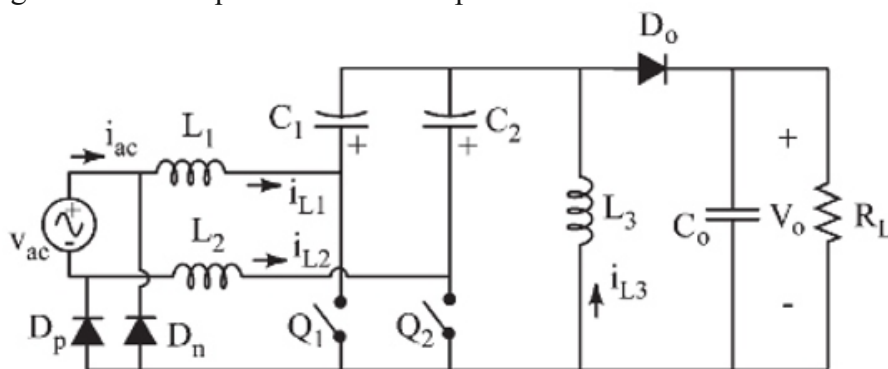 D_o
L_1
C_1
+
C_2
+
i_ac
i_L1
L_2
i_L2
v_ac
+
-
L_3
i_L3
C_o
+
V_o
-
R_L
D_p
D_n
Q_1
Q_2